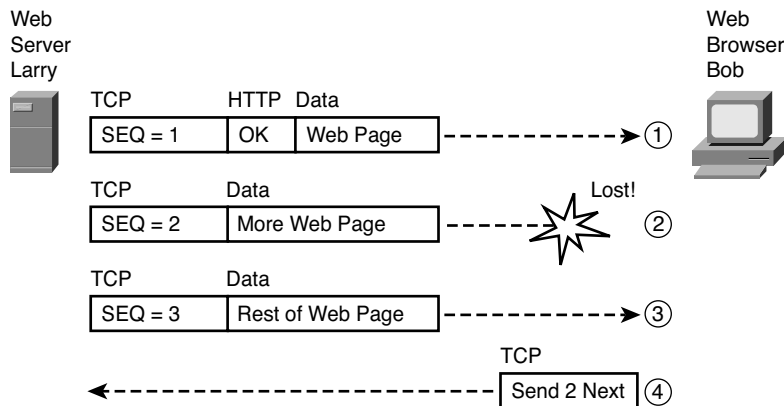 Web
Server
Larry
Web
Browser
Bob
TCP HTTP Data
SEQ = 1 OK Web Page 1
TCP Data Lost!
SEQ = 2 More Web Page 2
TCP Data
SEQ = 3 Rest of Web Page 3
TCP
Send 2 Next 4